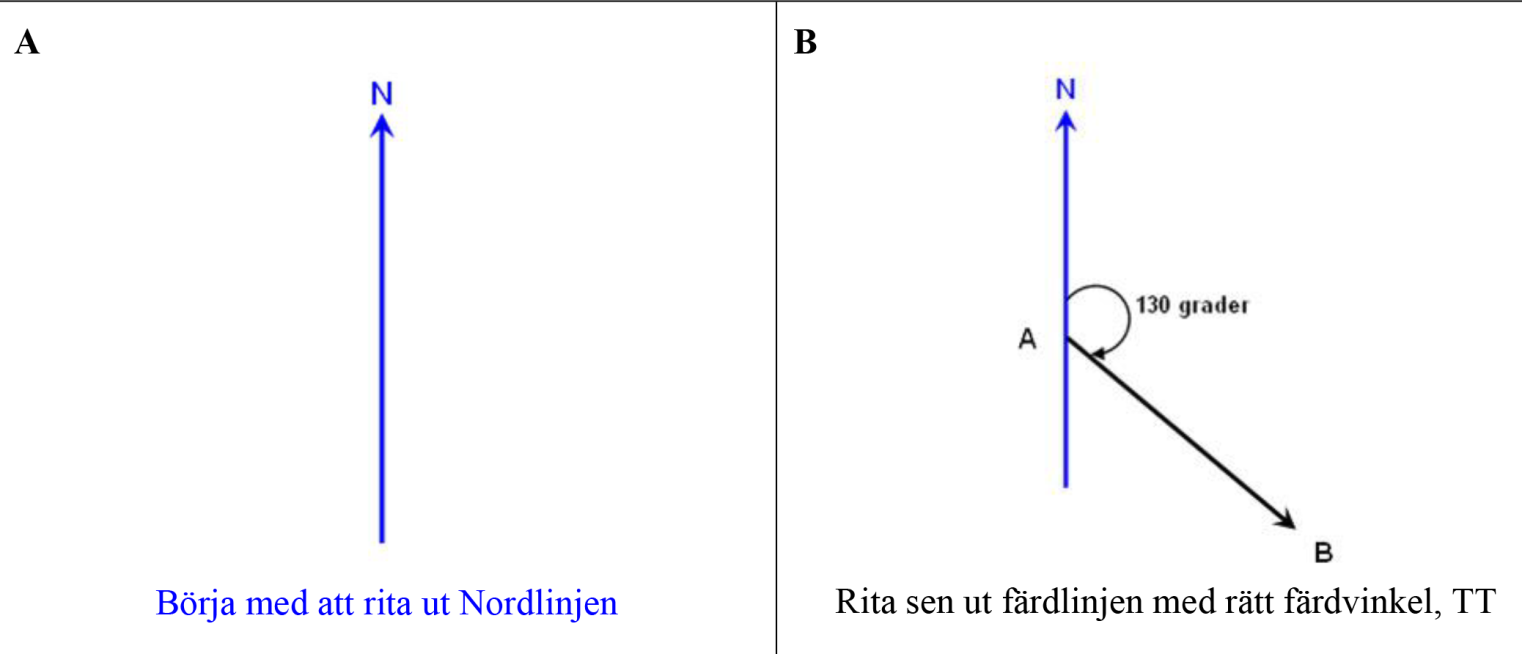 A
N
Börja med att rita ut Nordlinjen
B
N
130 grader
A
B
Rita sen ut färdlinjen med rätt färdvinkel, TT